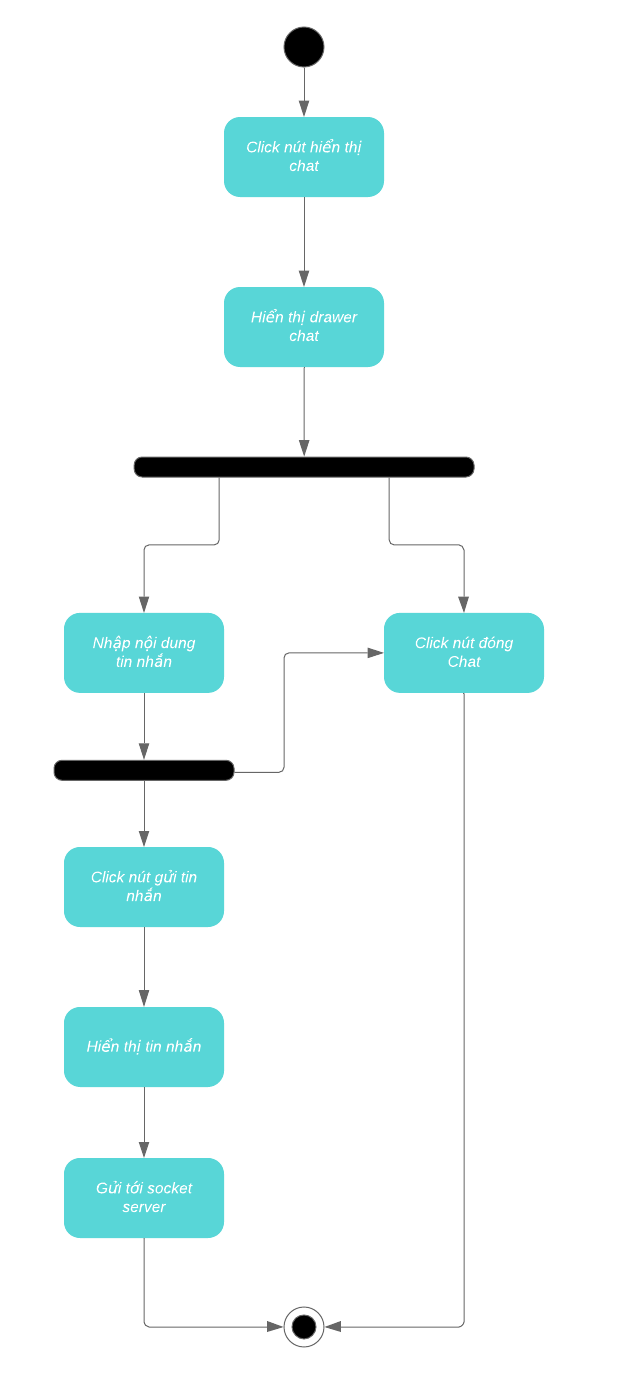 Click nút hiển thị
chat
Hiển thị drawer
chat
Nhập nội dung
tin nhắn
Click nút đóng
Chat
Click nút gửi tin
nhắn
Hiển thị tin nhắn
Gửi tới socket
server